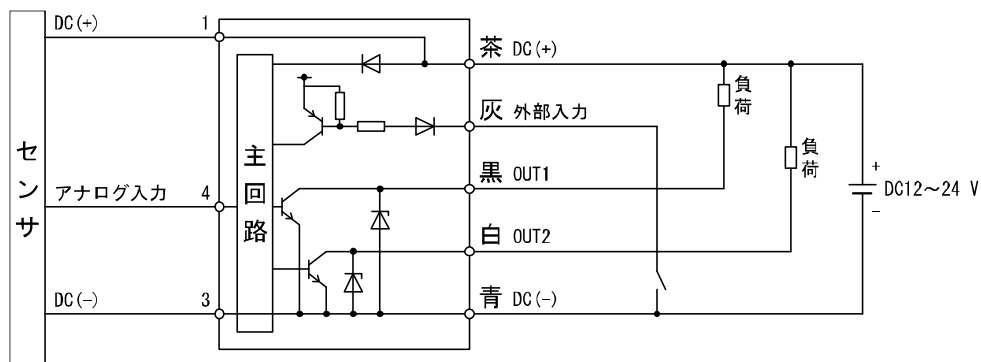 DC(+)
1
茶 DC(+)
負荷
灰 外部入力
負荷
センサ
主回路
黒 OUT1
アナログ入力
4
+
DC12～24 V
−
白 OUT2
青 DC(−)
DC(−)
3